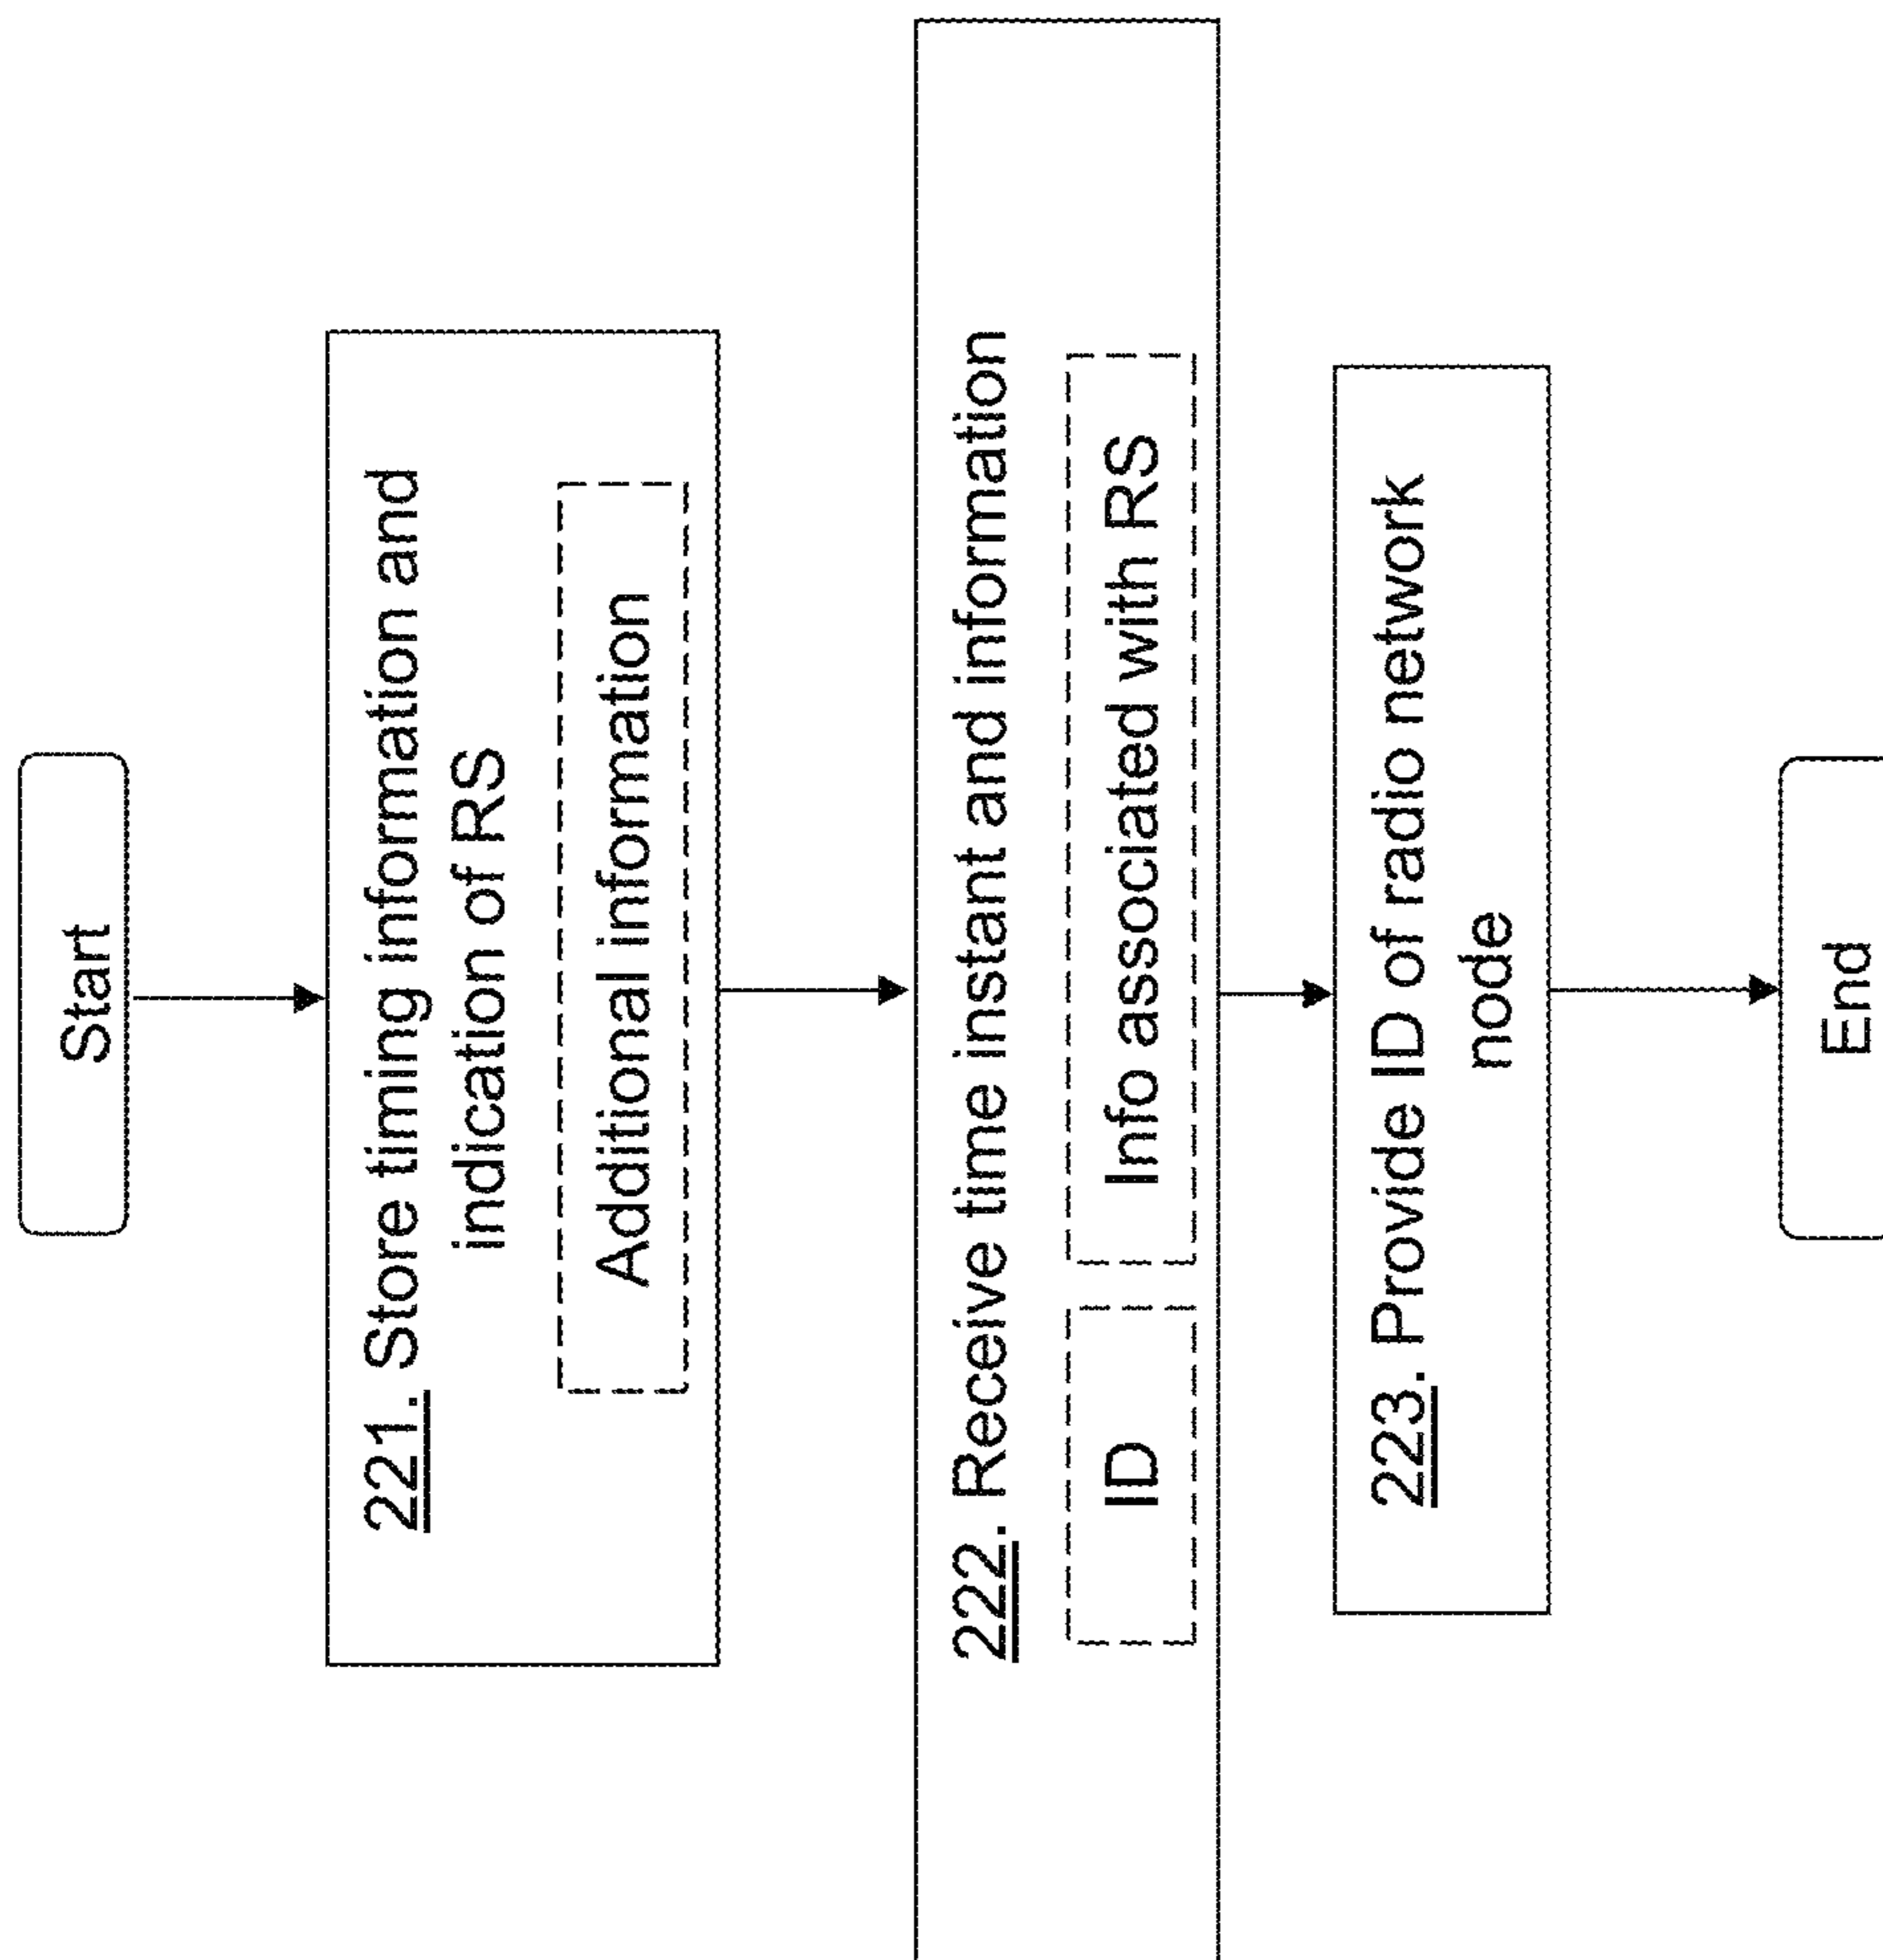 Start
221. Store timing information and
indication of RS
Additional information
222. Receive time instant and information
ID
Info associated with RS
223. Provide ID of radio network
node
End